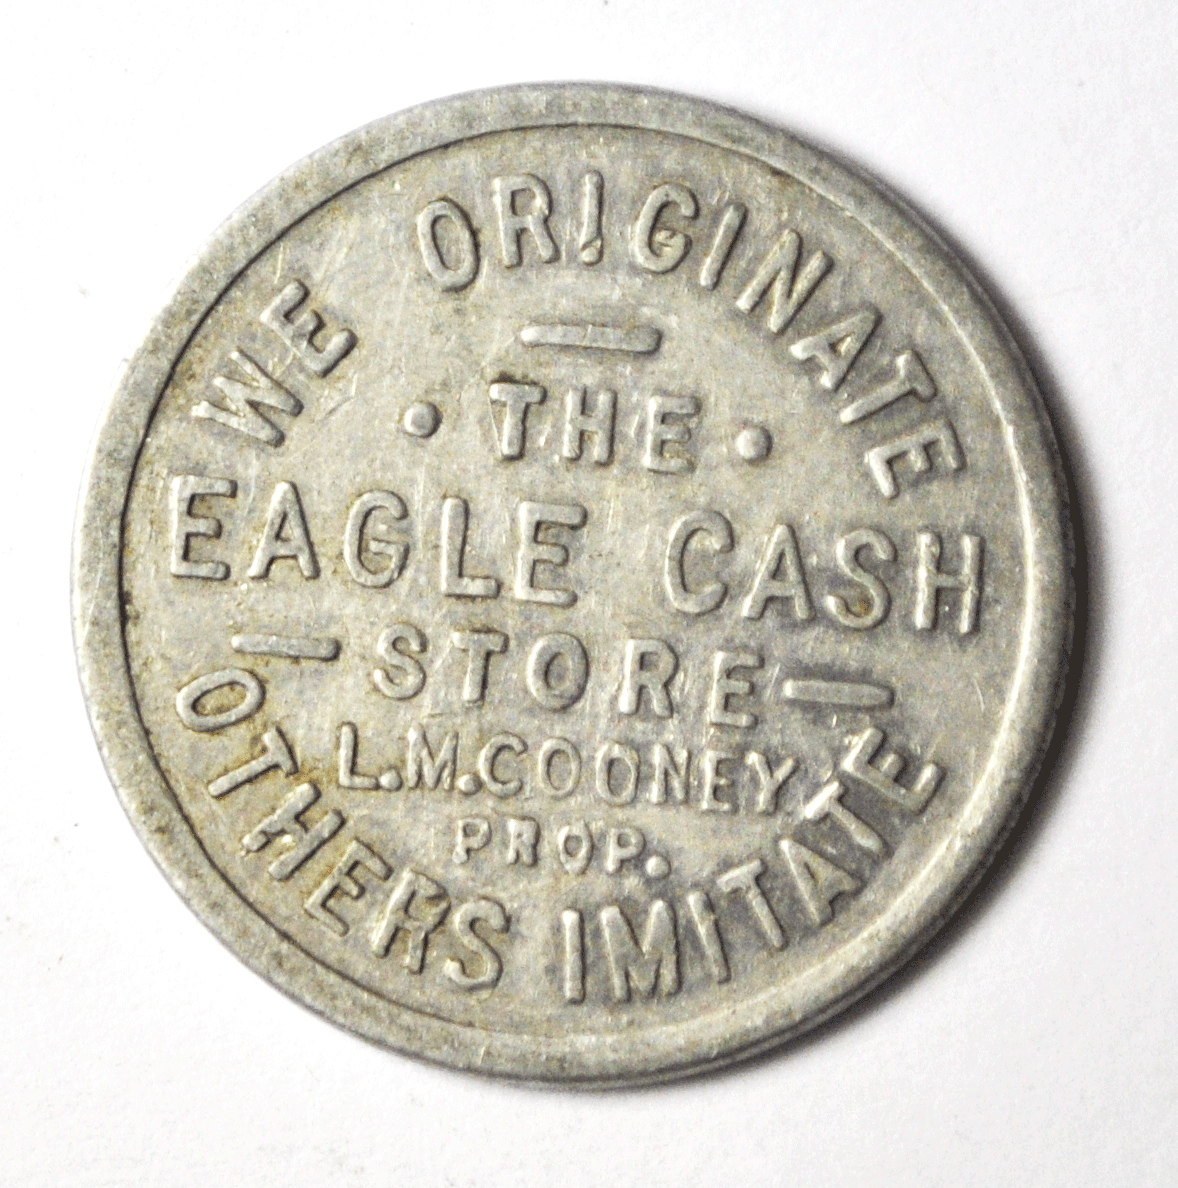 WE ORIGINATE
· THE ·
EAGLE CASH
STORE
L.M.COONEY
PROP.
OTHERS IMITATE